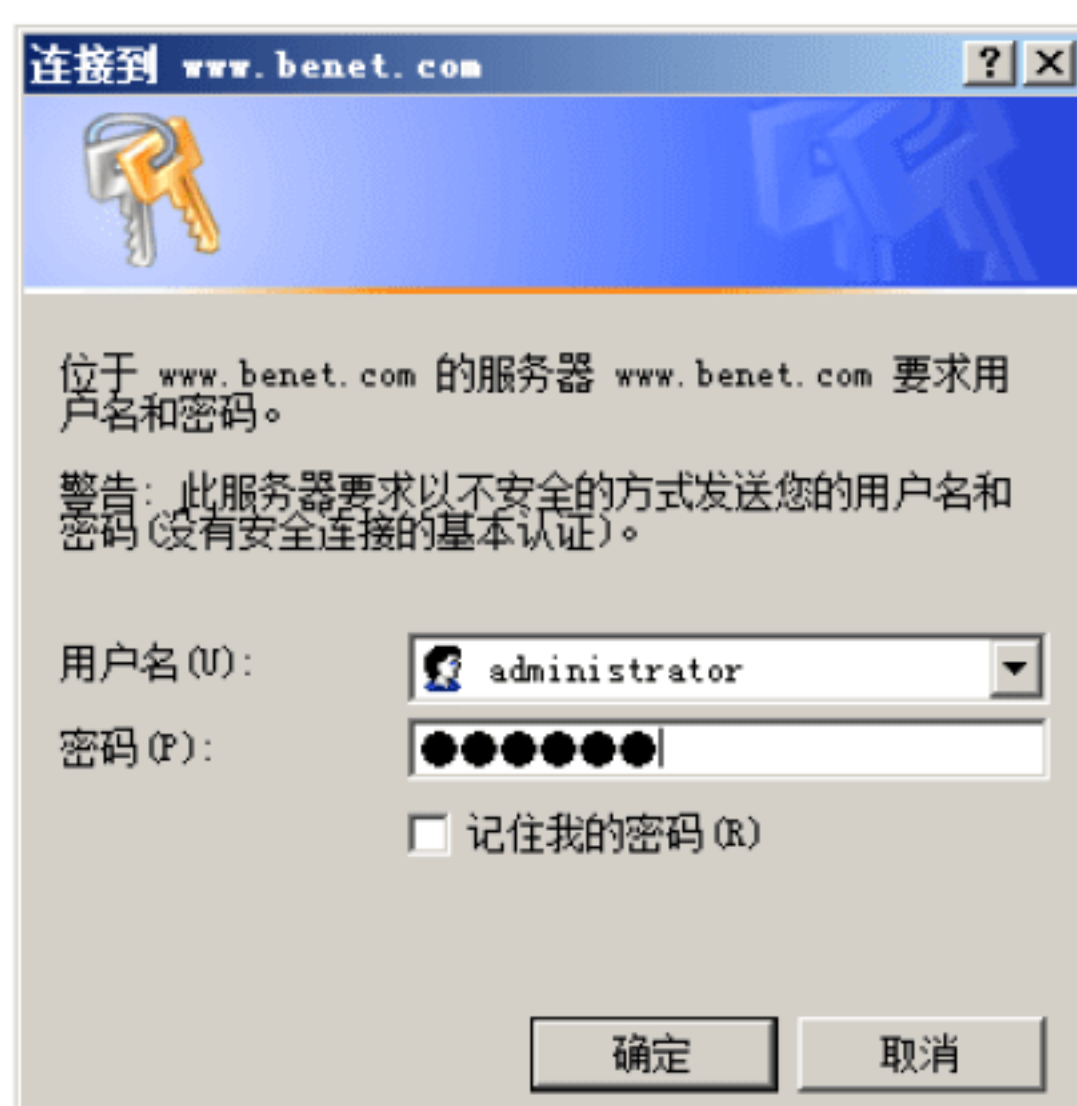 连接到 www.benet.com
位于 www.benet.com 的服务器 www.benet.com 要求用
户名和密码。
警告: 此服务器要求以不安全的方式发送您的用户名和
密码(没有安全连接的基本认证)。
用户名(U): administrator
密码(P): ●●●●●●
记住我的密码(R)
确定 取消